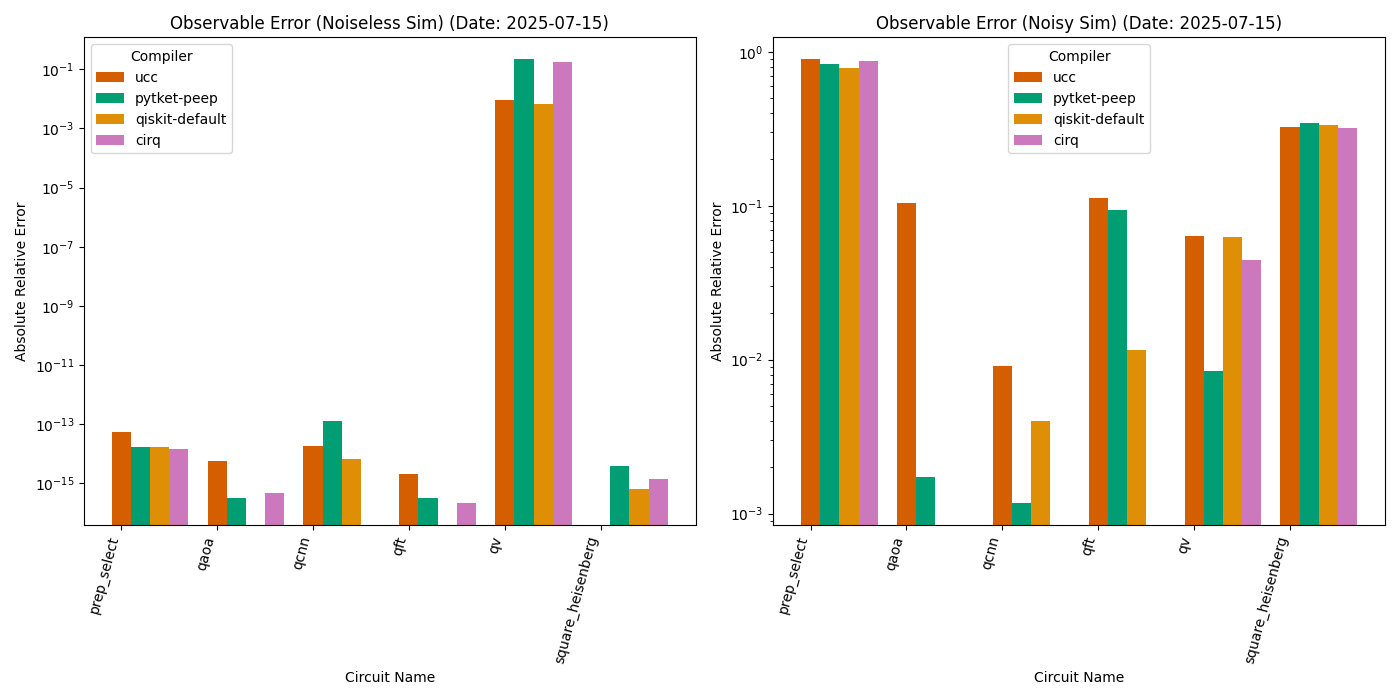 Observable Error (Noiseless Sim) (Date: 2025-07-15)
Absolute Relative Error
10⁻¹
10⁻³
10⁻⁵
10⁻⁷
10⁻⁹
10⁻¹¹
10⁻¹³
10⁻¹⁵
Compiler
ucc
pytket-peep
qiskit-default
cirq
prep_select
qaoa
qcnn
qft
qv
square_heisenberg
Circuit Name
Observable Error (Noisy Sim) (Date: 2025-07-15)
Absolute Relative Error
10⁰
10⁻¹
10⁻²
10⁻³
Compiler
ucc
pytket-peep
qiskit-default
cirq
prep_select
qaoa
qcnn
qft
qv
square_heisenberg
Circuit Name